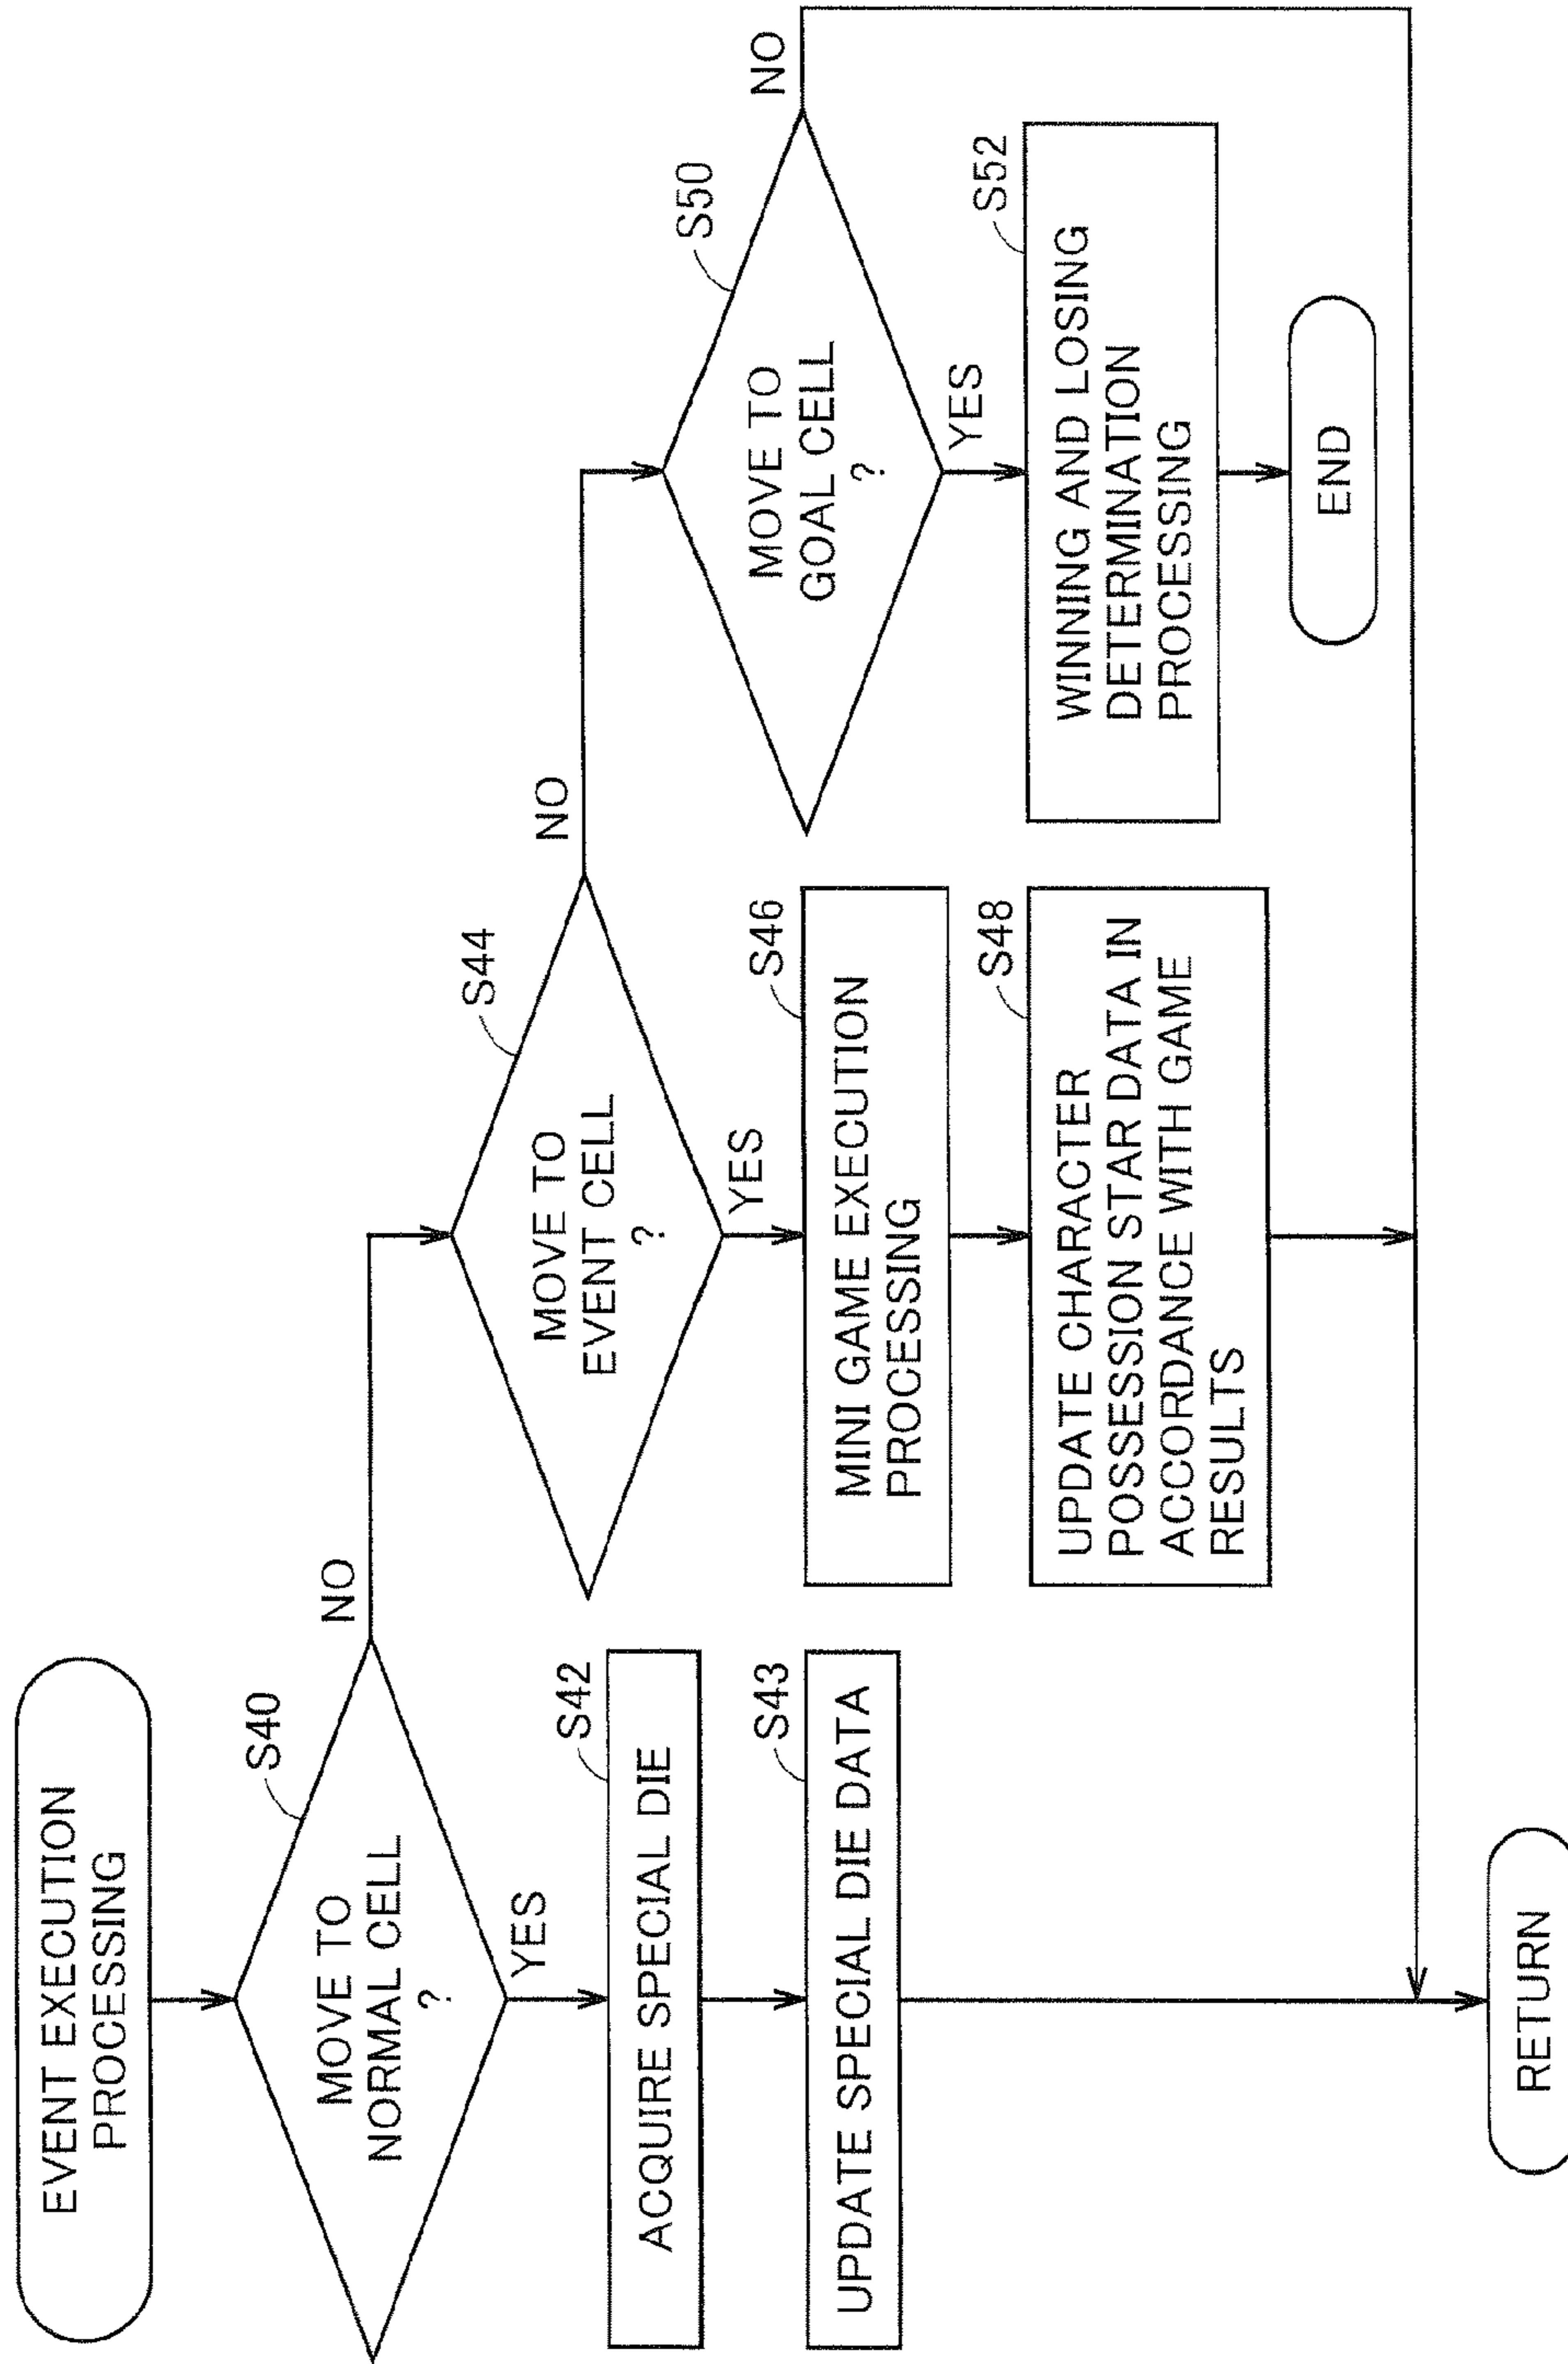 EVENT EXECUTION
PROCESSING
S40
MOVE TO
NORMAL CELL
?
NO
YES
S42
ACQUIRE SPECIAL DIE
S43
UPDATE SPECIAL DIE DATA
RETURN
S44
MOVE TO
EVENT CELL
?
NO
YES
S46
MINI GAME EXECUTION
PROCESSING
S48
UPDATE CHARACTER
POSSESSION STAR DATA IN
ACCORDANCE WITH GAME
RESULTS
S50
MOVE TO
GOAL CELL
?
NO
YES
S52
WINNING AND LOSING
DETERMINATION
PROCESSING
END